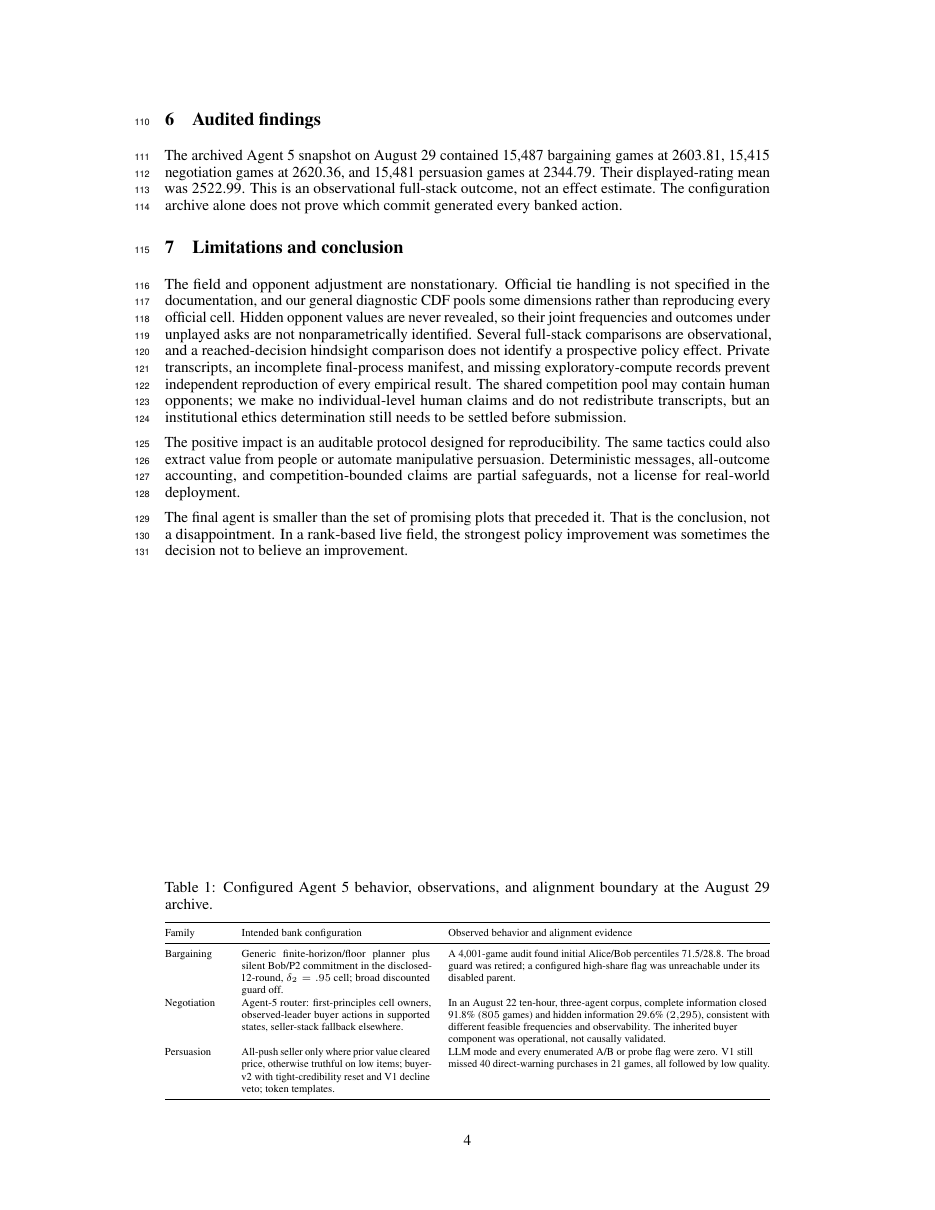 110 6 Audited findings
111 The archived Agent 5 snapshot on August 29 contained 15,487 bargaining games at 2603.81, 15,415
112 negotiation games at 2620.36, and 15,481 persuasion games at 2344.79. Their displayed-rating mean
113 was 2522.99. This is an observational full-stack outcome, not an effect estimate. The configuration
114 archive alone does not prove which commit generated every banked action.
115 7 Limitations and conclusion
116 The field and opponent adjustment are nonstationary. Official tie handling is not specified in the
117 documentation, and our general diagnostic CDF pools some dimensions rather than reproducing every
118 official cell. Hidden opponent values are never revealed, so their joint frequencies and outcomes under
119 unplayed asks are not nonparametrically identified. Several full-stack comparisons are observational,
120 and a reached-decision hindsight comparison does not identify a prospective policy effect. Private
121 transcripts, an incomplete final-process manifest, and missing exploratory-compute records prevent
122 independent reproduction of every empirical result. The shared competition pool may contain human
123 opponents; we make no individual-level human claims and do not redistribute transcripts, but an
124 institutional ethics determination still needs to be settled before submission.
125 The positive impact is an auditable protocol designed for reproducibility. The same tactics could also
126 extract value from people or automate manipulative persuasion. Deterministic messages, all-outcome
127 accounting, and competition-bounded claims are partial safeguards, not a license for real-world
128 deployment.
129 The final agent is smaller than the set of promising plots that preceded it. That is the conclusion, not
130 a disappointment. In a rank-based live field, the strongest policy improvement was sometimes the
131 decision not to believe an improvement.
Table 1: Configured Agent 5 behavior, observations, and alignment boundary at the August 29
archive.
Family Intended bank configuration Observed behavior and alignment evidence
Bargaining Generic finite-horizon/floor planner plus A 4,001-game audit found initial Alice/Bob percentiles 71.5/28.8. The broad
silent Bob/P2 commitment in the disclosed- guard was retired; a configured high-share flag was unreachable under its
12-round, δ₂ = .95 cell; broad discounted disabled parent.
guard off.
Negotiation Agent-5 router: first-principles cell owners, In an August 22 ten-hour, three-agent corpus, complete information closed
observed-leader buyer actions in supported 91.8% (805 games) and hidden information 29.6% (2,295), consistent with
states, seller-stack fallback elsewhere. different feasible frequencies and observability. The inherited buyer
component was operational, not causally validated.
Persuasion All-push seller only where prior value cleared LLM mode and every enumerated A/B or probe flag were zero. V1 still
price, otherwise truthful on low items; buyer- missed 40 direct-warning purchases in 21 games, all followed by low quality.
v2 with tight-credibility reset and V1 decline
veto; token templates.
4